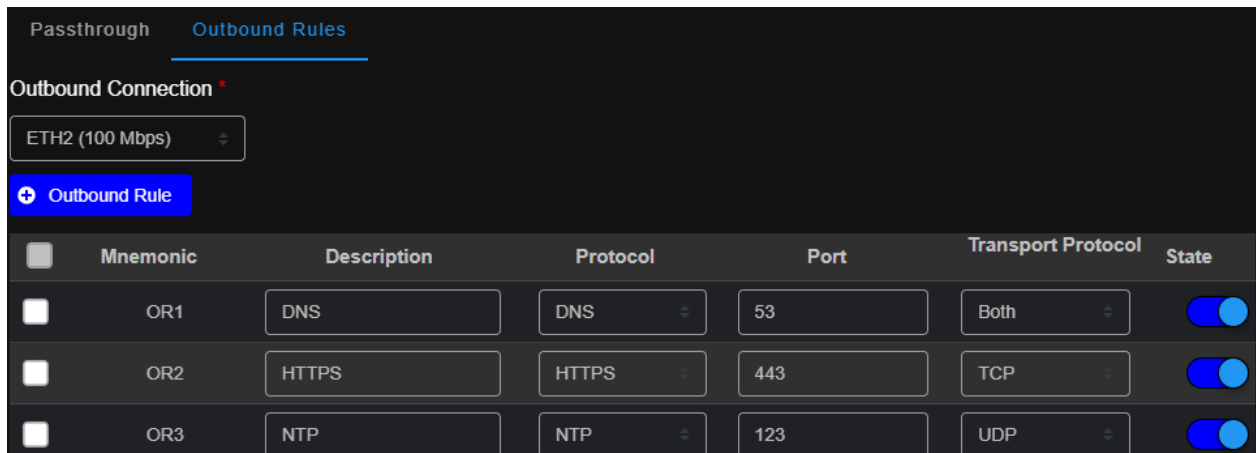 Passthrough Outbound Rules
Outbound Connection *
ETH2 (100 Mbps)
Outbound Rule
Mnemonic Description Protocol Port Transport Protocol State
OR1 DNS DNS 53 Both
OR2 HTTPS HTTPS 443 TCP
OR3 NTP NTP 123 UDP